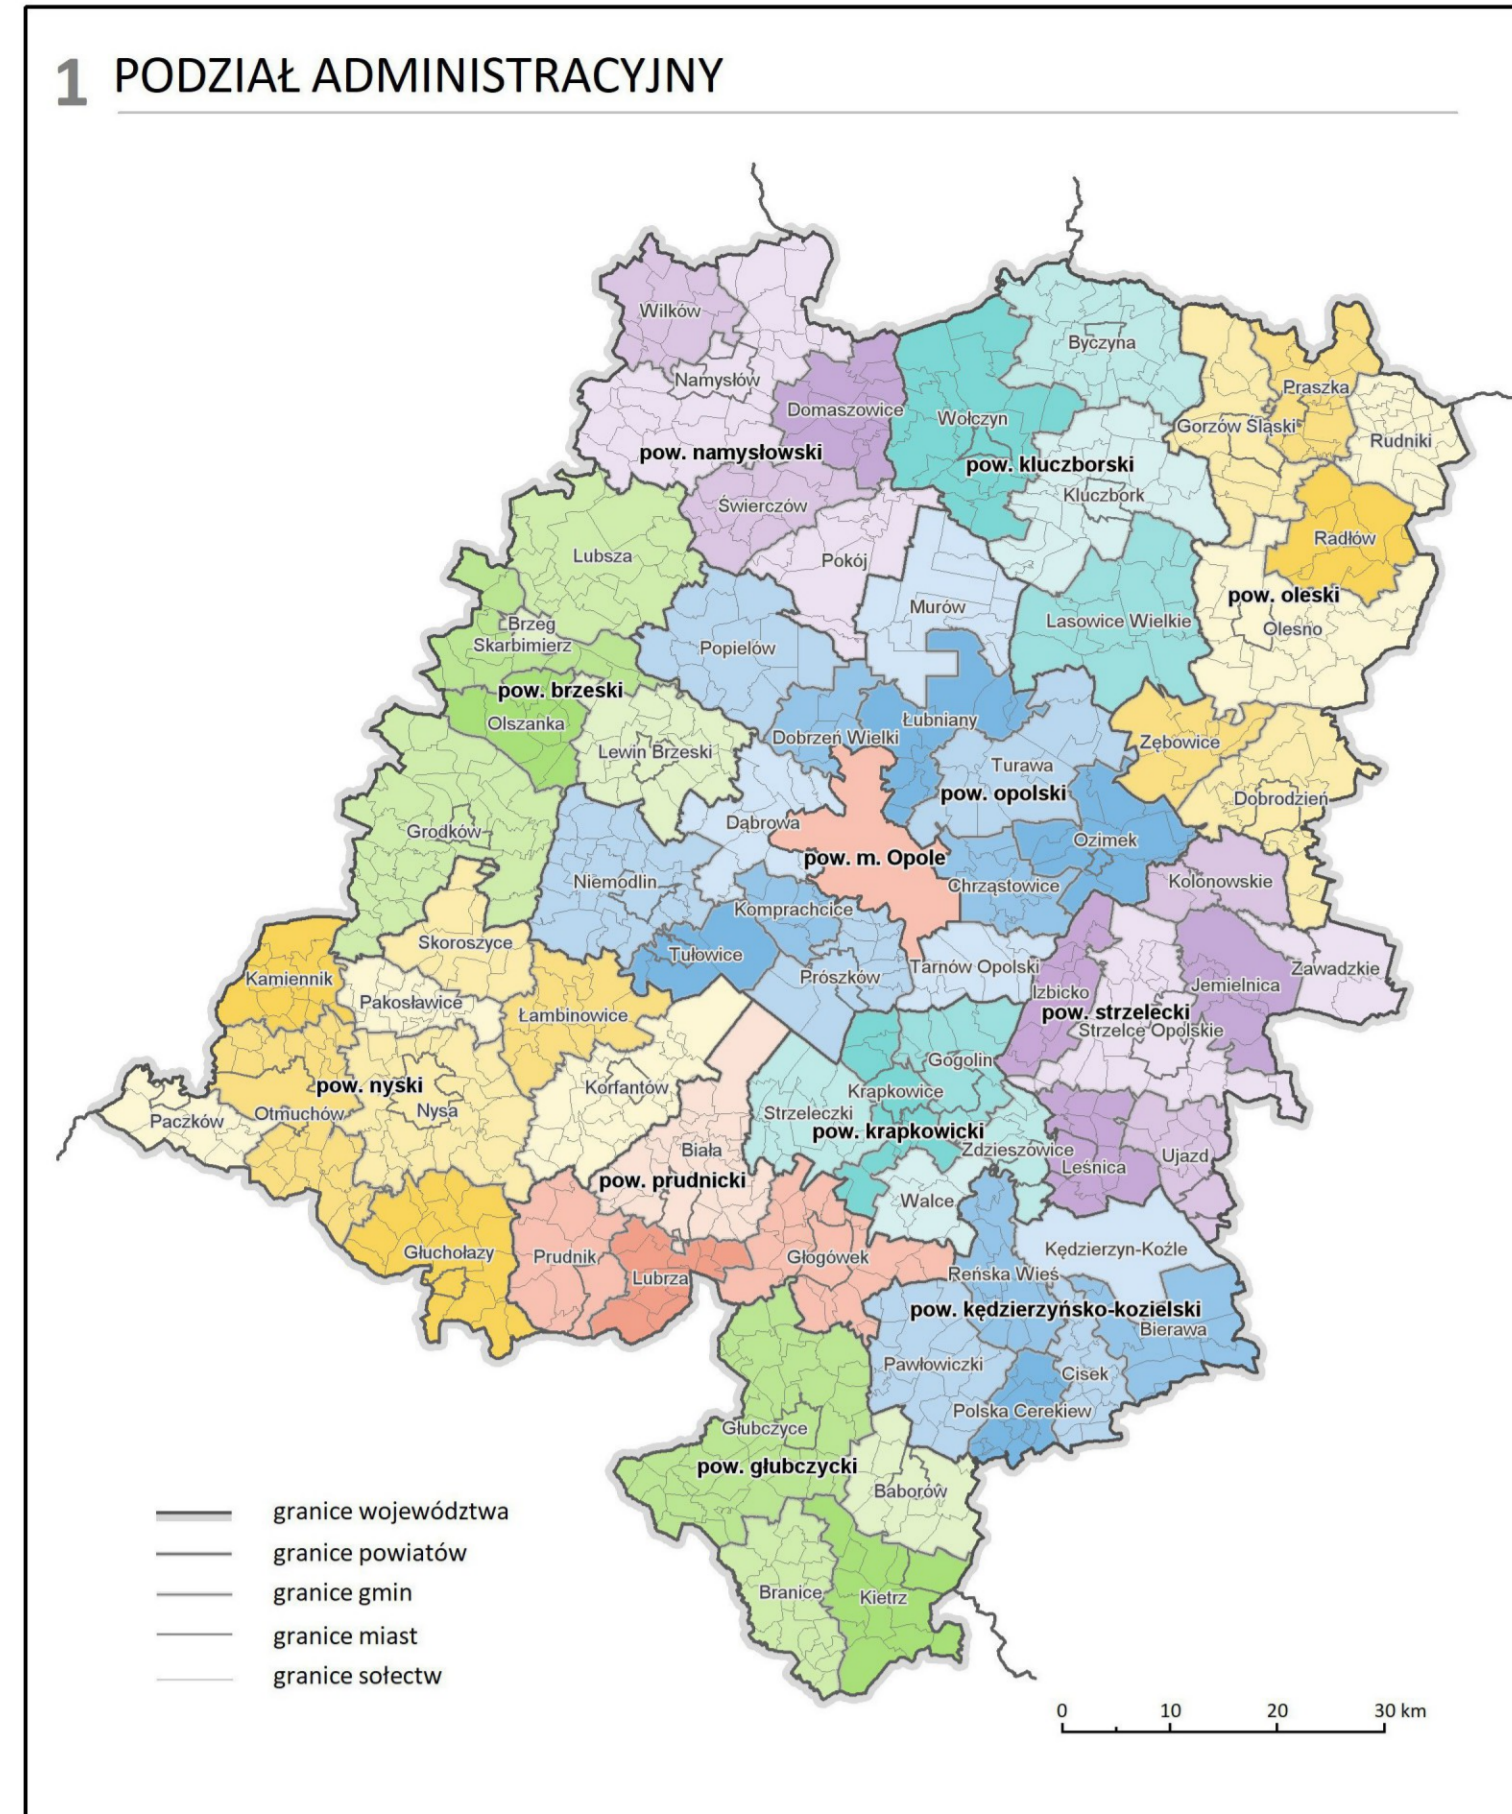 1 PODZIAŁ ADMINISTRACYJNY
Wilków
Byczyna
Namysłów
Praszka
Domaszowice
Wołczyn
Gorzów Śląski
Rudniki
pow. namysłowski
pow. kluczborski
Kluczbork
Świerczów
Radłów
Lubsza
Pokój
pow. oleski
Murów
Brzeg
Lasowice Wielkie
Olesno
Skarbimierz
Popielów
pow. brzeski
Olszanka
Łubniany
Dobrzeń Wielki
Zębowice
Lewin Brzeski
Turawa
pow. opolski
Dobrodzień
Dąbrowa
Grodków
Ozimek
pow. m. Opole
Niemodlin
Chrząstowice
Kolonowskie
Komprachcice
Skoroszyce
Tułowice
Tarnów Opolski
Zawadzkie
Kamiennik
Prószków
Jemielnica
Izbicko
Pakosławice
pow. strzelecki
Łambinowice
Strzelce Opolskie
Gogolin
pow. nyski
Korfantów
Krapkowice
Otmuchów
Nysa
Strzeleczki
Paczków
pow. krapkowicki
Biała
Zdzieszowice
Ujazd
Leśnica
pow. prudnicki
Walce
Głuchołazy
Prudnik
Głogówek
Kędzierzyn-Koźle
Lubrza
Reńska Wieś
pow. kędzierzyńsko-kozielski
Bierawa
Pawłowiczki
Cisek
Polska Cerekiew
Głubczyce
pow. głubczycki
Baborów
Branice
Kietrz
granice województwa
granice powiatów
granice gmin
granice miast
granice sołectw
0 10 20 30 km